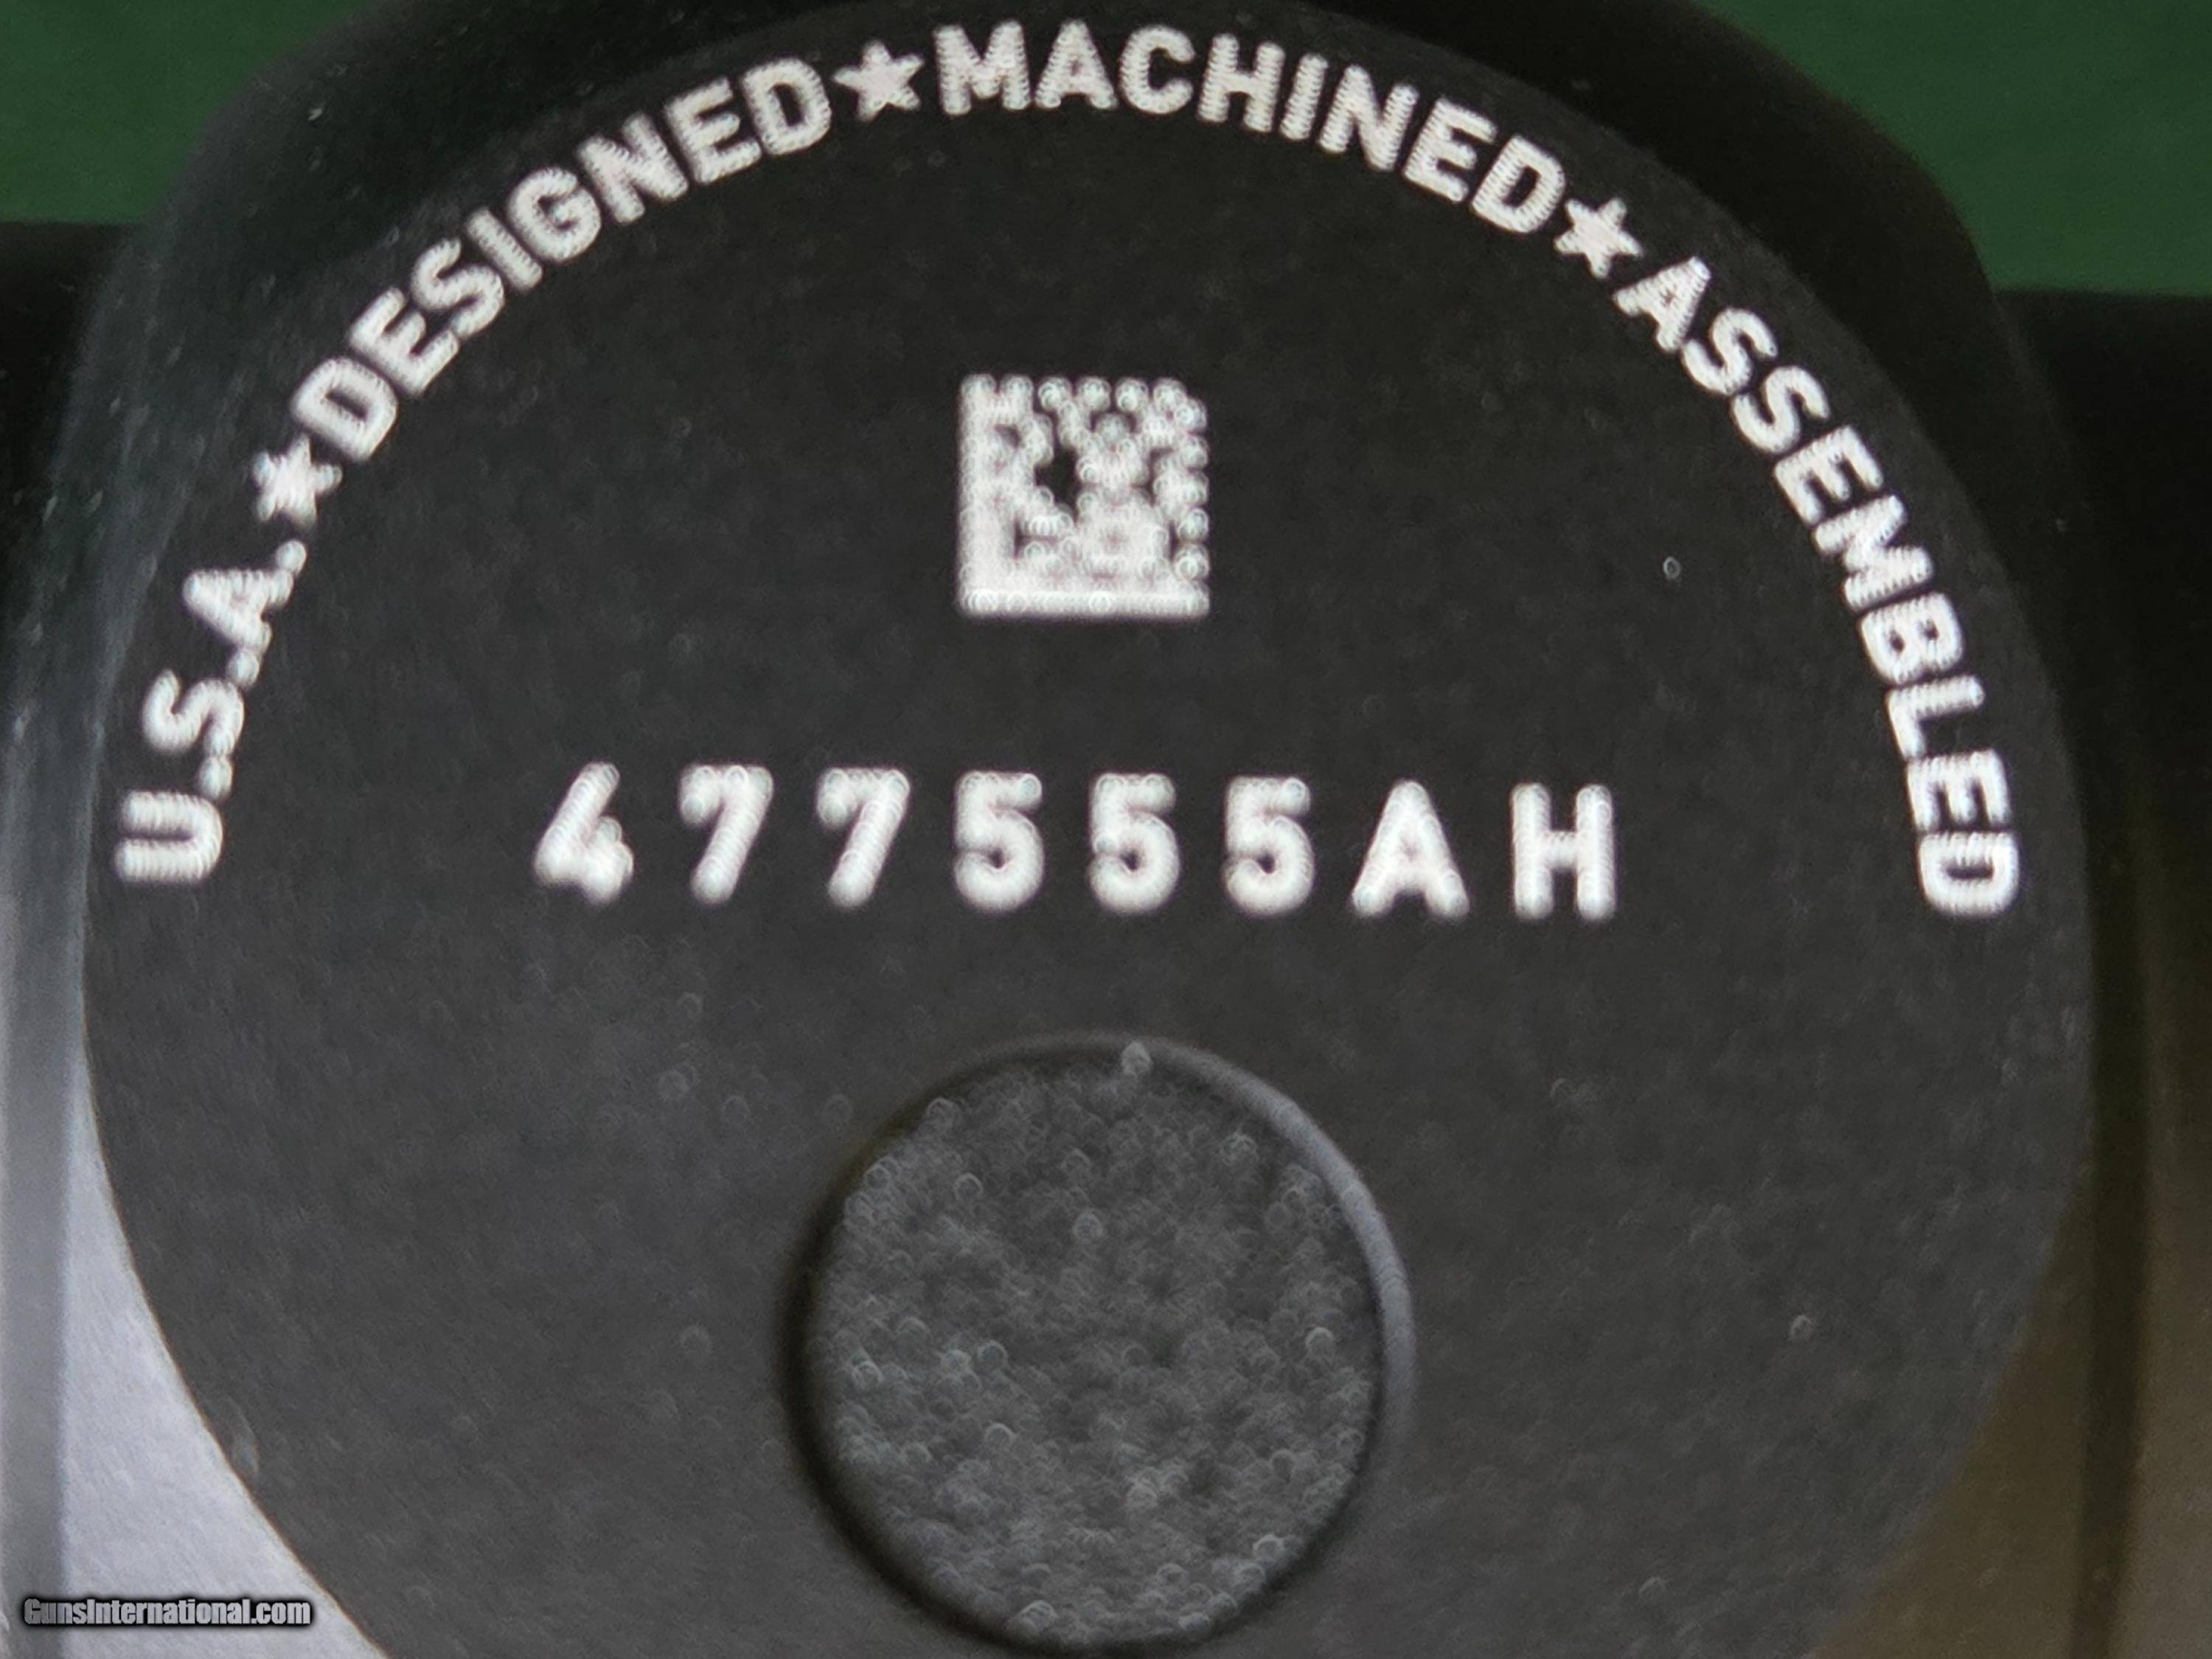 U.S.A.★DESIGNED★MACHINED★ASSEMBLED
477555AH
GunsInternational.com